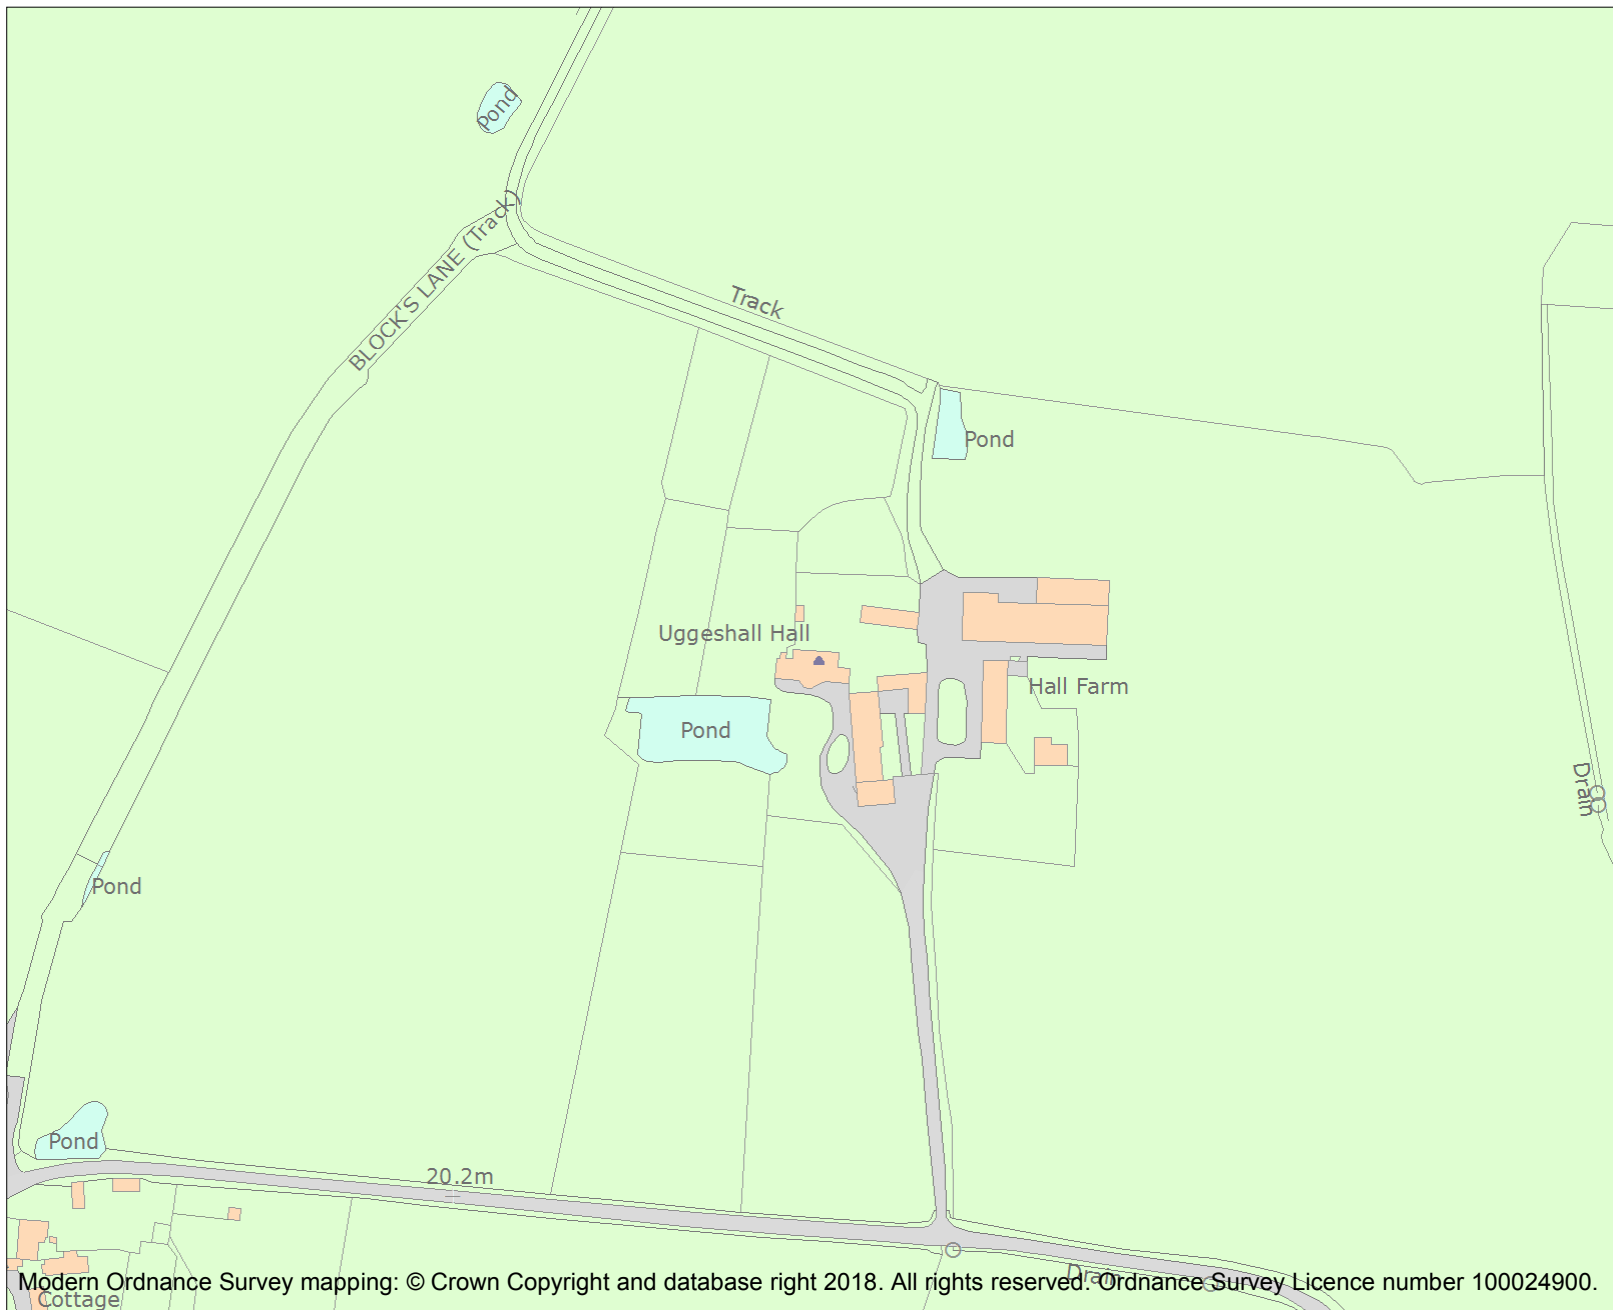 Pond
BLOCK'S LANE (Track)
Track
Pond
Uggeshall Hall
Hall Farm
Pond
Drain
Pond
Pond
20.2m
Drain
Modern Ordnance Survey mapping: © Crown Copyright and database right 2018. All rights reserved. Ordnance Survey Licence number 100024900.
Cottage